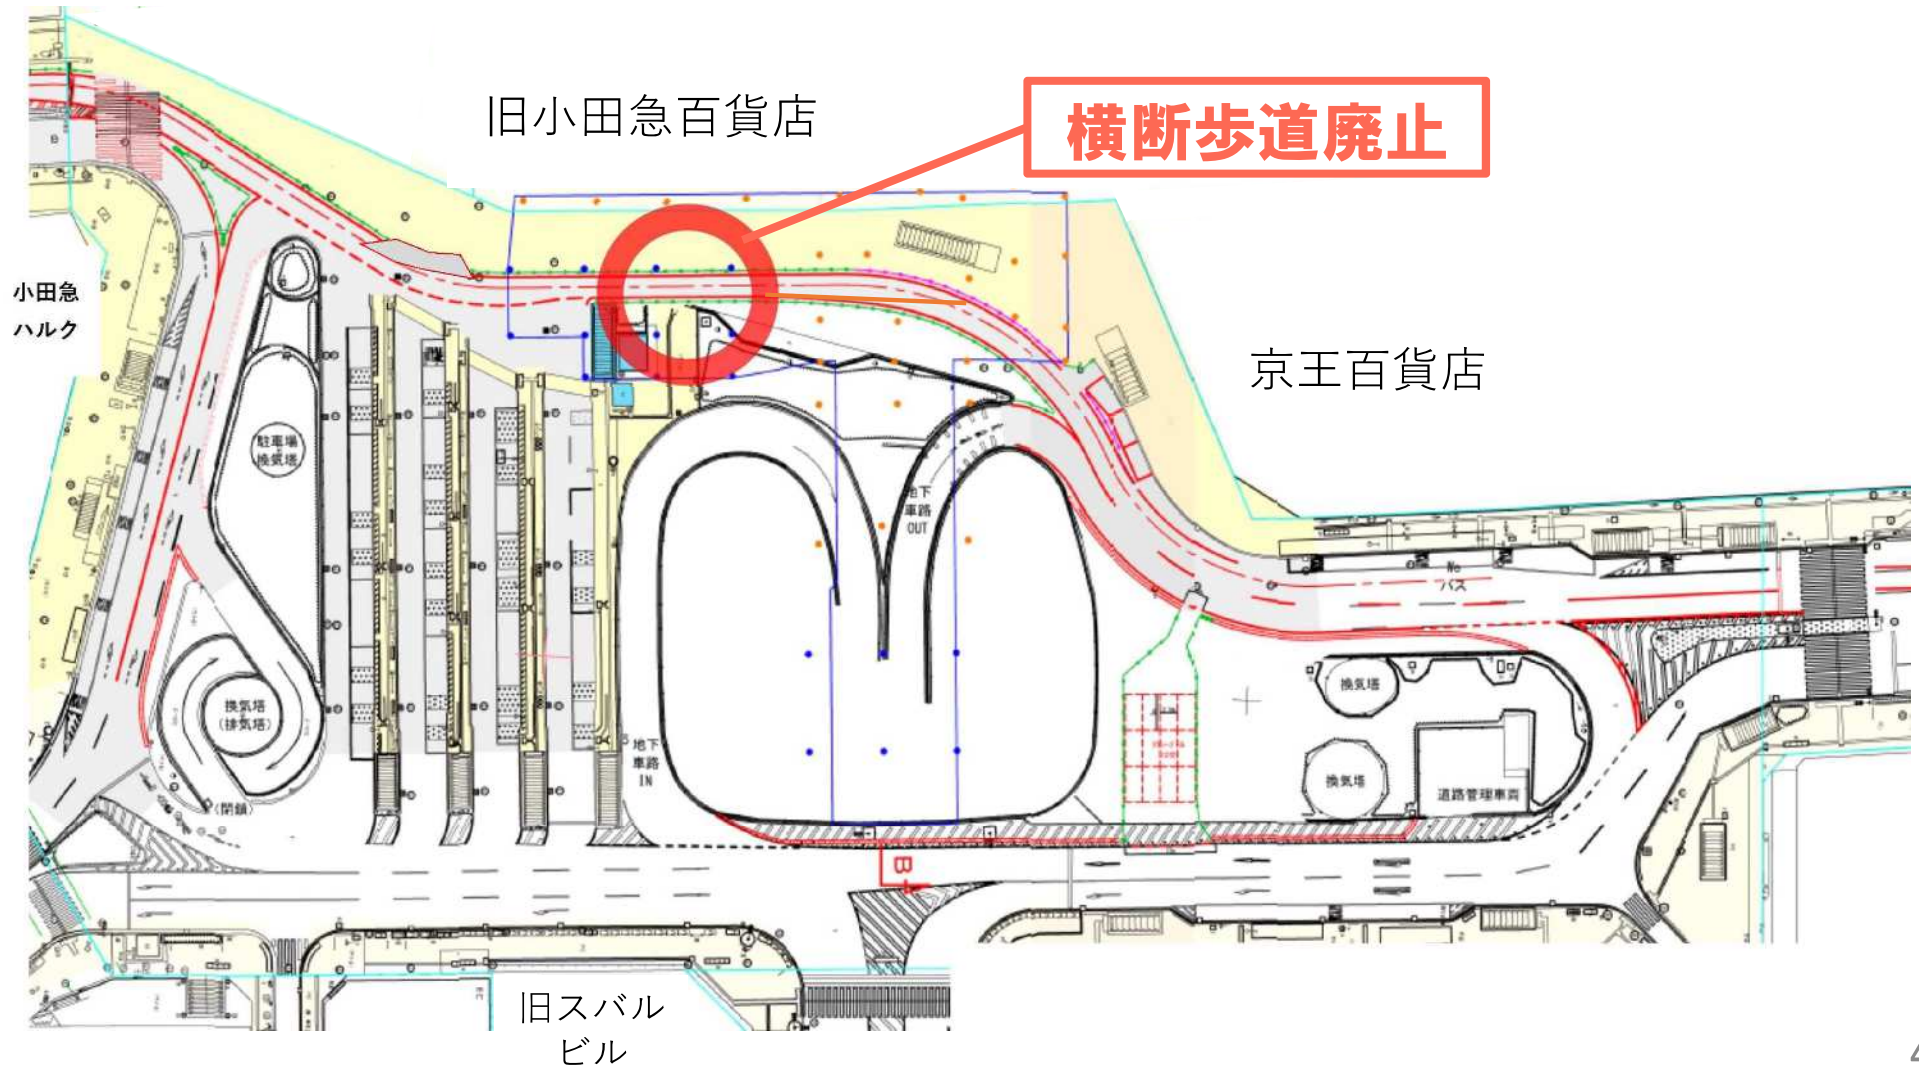 旧小田急百貨店
横断歩道廃止
小田急
ハルク
京王百貨店
駐車場
換気塔
地下
車路
OUT
No
バス
換気塔
(排気塔)
換気塔
地下
車路
IN
換気塔
道路管理車両
(閉鎖)
B
旧スバル
ビル